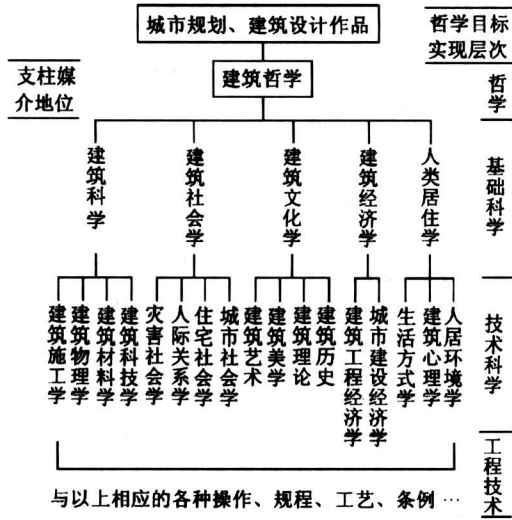 城市规划、建筑设计作品
哲学目标
实现层次
支柱媒
介地位
建筑哲学
哲学
建筑科学
建筑社会学
建筑文化学
建筑经济学
人类居住学
基础科学
建筑施工学
建筑物理学
建筑材料学
建筑科技学
灾害社会学
人际关系学
住宅社会学
城市社会学
建筑艺术
建筑美学
建筑理论
建筑历史
建筑工程经济学
城市建设经济学
生活方式学
建筑心理学
人居环境学
技术科学
工程技术
与以上相应的各种操作、规程、工艺、条例…